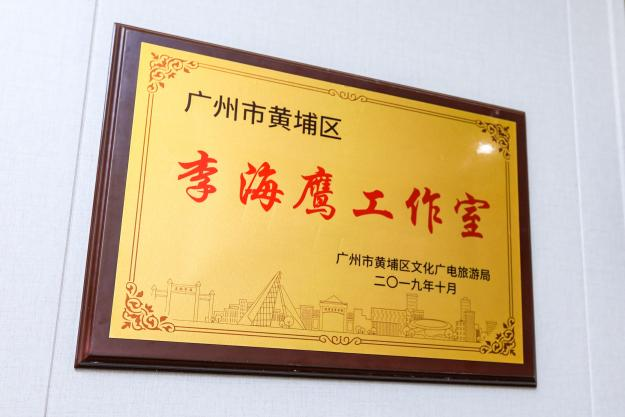 广州市黄埔区
李海鹰工作室
广州市黄埔区文化广电旅游局
二〇一九年十月